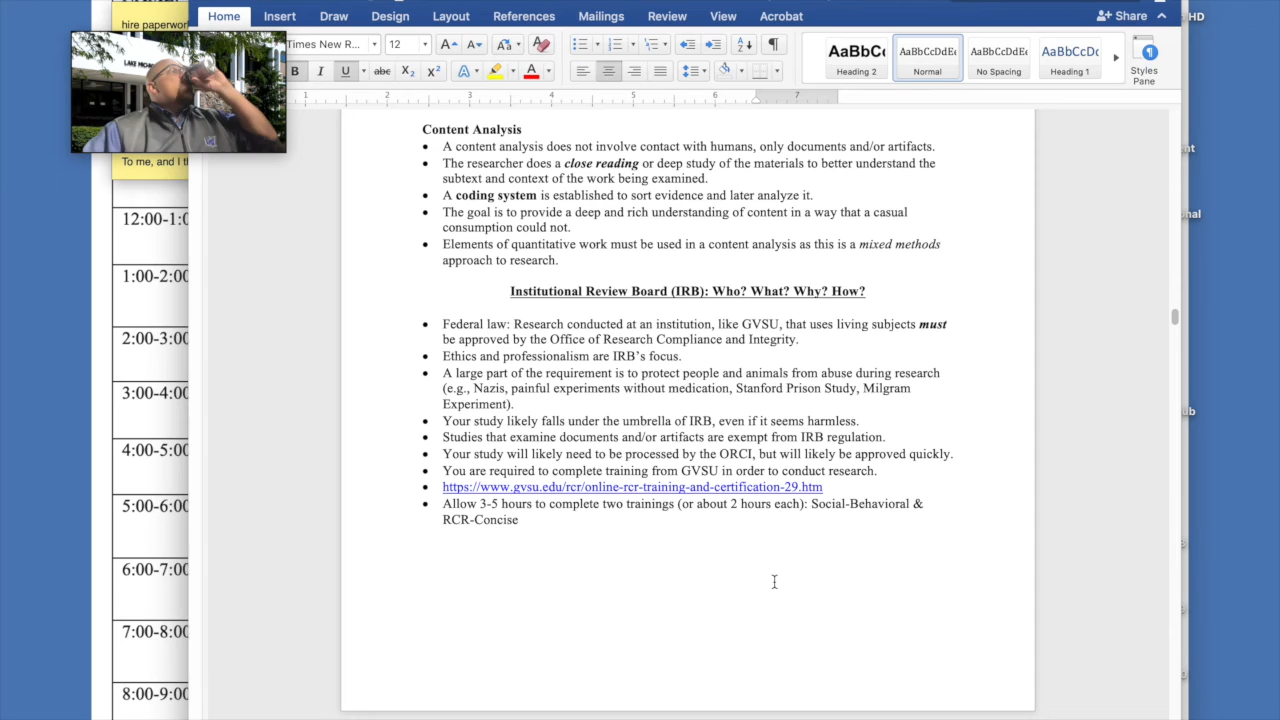 Home Insert Draw Design Layout References Mailings Review View Acrobat Share HD
hire paperwork
Times New R... 12
B I U abc X2 X2 A A
AaBbC AaBbCcDdEe AaBbCcDdEe AaBbCcDc
Heading 2 Normal No Spacing Heading 1 Styles Pane
1 2 3 4 5 6 7
LAKE
To me, and I t
12:00-1:0
1:00-2:00
2:00-3:00
3:00-4:00
4:00-5:00
5:00-6:00
6:00-7:00
7:00-8:00
8:00-9:00
Content Analysis
• A content analysis does not involve contact with humans, only documents and/or artifacts.
• The researcher does a close reading or deep study of the materials to better understand the
subtext and context of the work being examined.
• A coding system is established to sort evidence and later analyze it.
• The goal is to provide a deep and rich understanding of content in a way that a casual
consumption could not.
• Elements of quantitative work must be used in a content analysis as this is a mixed methods
approach to research.
Institutional Review Board (IRB): Who? What? Why? How?
• Federal law: Research conducted at an institution, like GVSU, that uses living subjects must
be approved by the Office of Research Compliance and Integrity.
• Ethics and professionalism are IRB's focus.
• A large part of the requirement is to protect people and animals from abuse during research
(e.g., Nazis, painful experiments without medication, Stanford Prison Study, Milgram
Experiment).
• Your study likely falls under the umbrella of IRB, even if it seems harmless.
• Studies that examine documents and/or artifacts are exempt from IRB regulation.
• Your study will likely need to be processed by the ORCI, but will likely be approved quickly.
• You are required to complete training from GVSU in order to conduct research.
• https://www.gvsu.edu/rcr/online-rcr-training-and-certification-29.htm
• Allow 3-5 hours to complete two trainings (or about 2 hours each): Social-Behavioral &
RCR-Concise